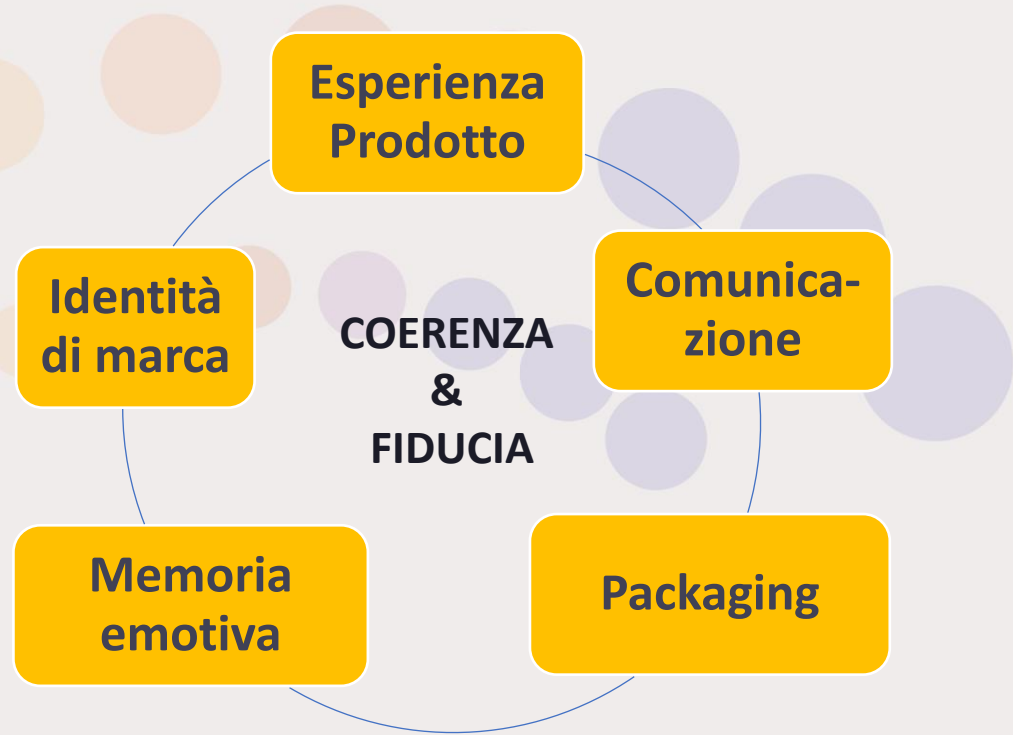 Esperienza
Prodotto
Comunica-
zione
Packaging
Memoria
emotiva
Identità
di marca
COERENZA
&
FIDUCIA